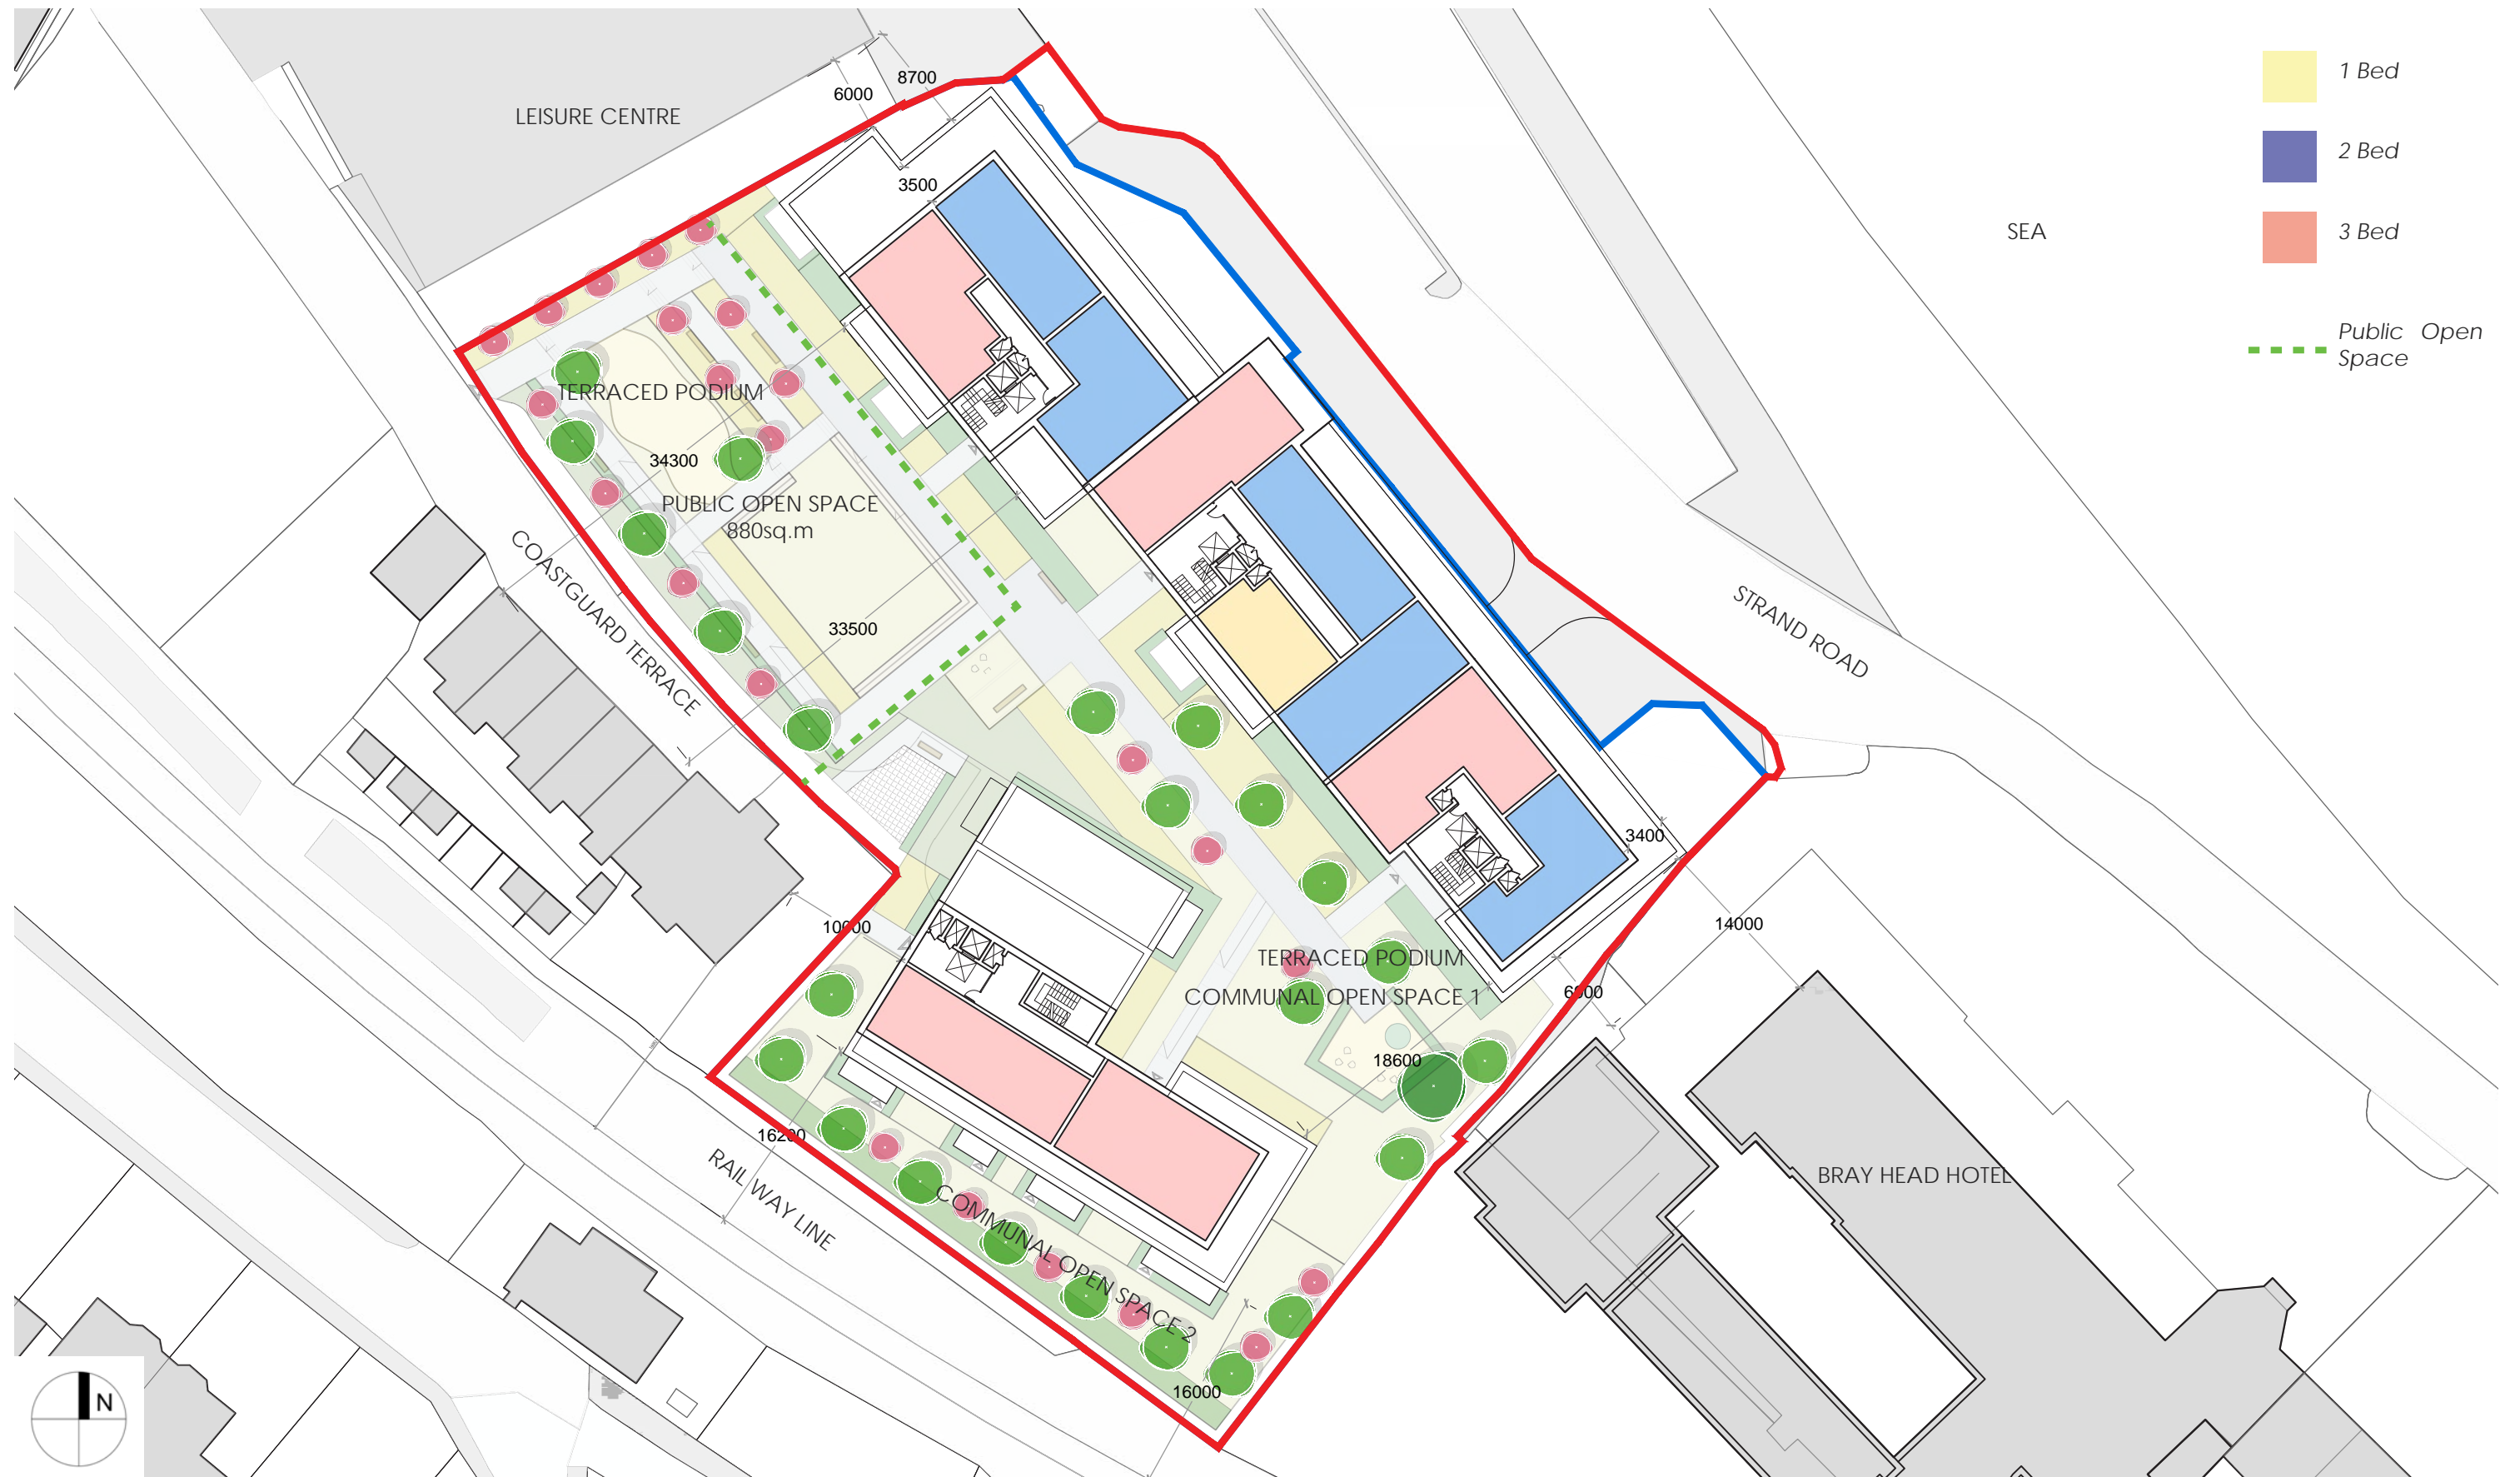 8700
6000
LEISURE CENTRE
3500
1 Bed
2 Bed
3 Bed
Public Open
Space
SEA
TERRACED PODIUM
34300
PUBLIC OPEN SPACE
880sq.m
COASTGUARD TERRACE
33500
STRAND ROAD
3400
10000
14000
TERRACED PODIUM
COMMUNAL OPEN SPACE 1
6800
18600
16200
RAIL WAY LINE
BRAY HEAD HOTEL
COMMUNAL OPEN SPACE 2
16000
N